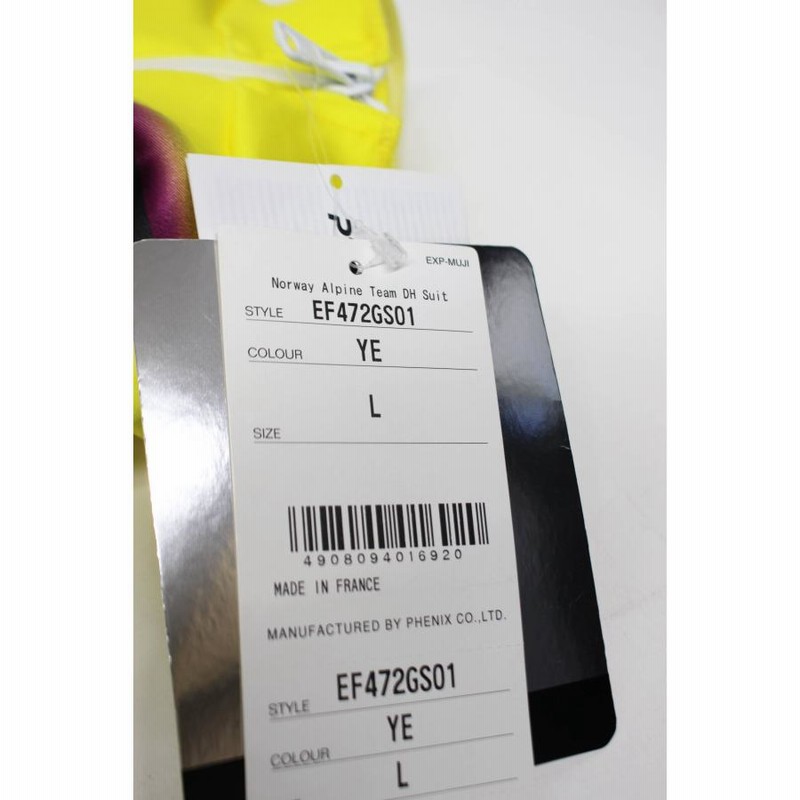 EXP-MUJI
Norway Alpine Team DH Suit
STYLE EF472GS01
COLOUR YE
L
SIZE
4908094016920
MADE IN FRANCE
MANUFACTURED BY PHENIX CO.,LTD.
STYLE EF472GS01
COLOUR YE
L